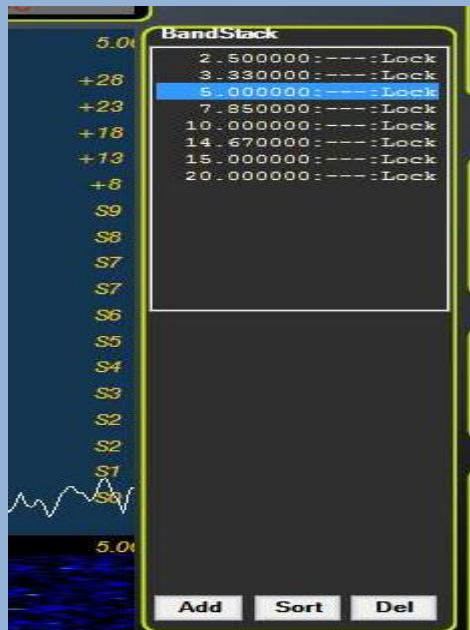 BandStack
2.500000:---:Lock
3.330000:---:Lock
5.000000:---:Lock
7.850000:---:Lock
10.000000:---:Lock
14.670000:---:Lock
15.000000:---:Lock
20.000000:---:Lock
+28
+23
+18
+13
+8
S9
S8
S7
S7
S6
S5
S4
S3
S2
S2
S1
S0
Add Sort Del